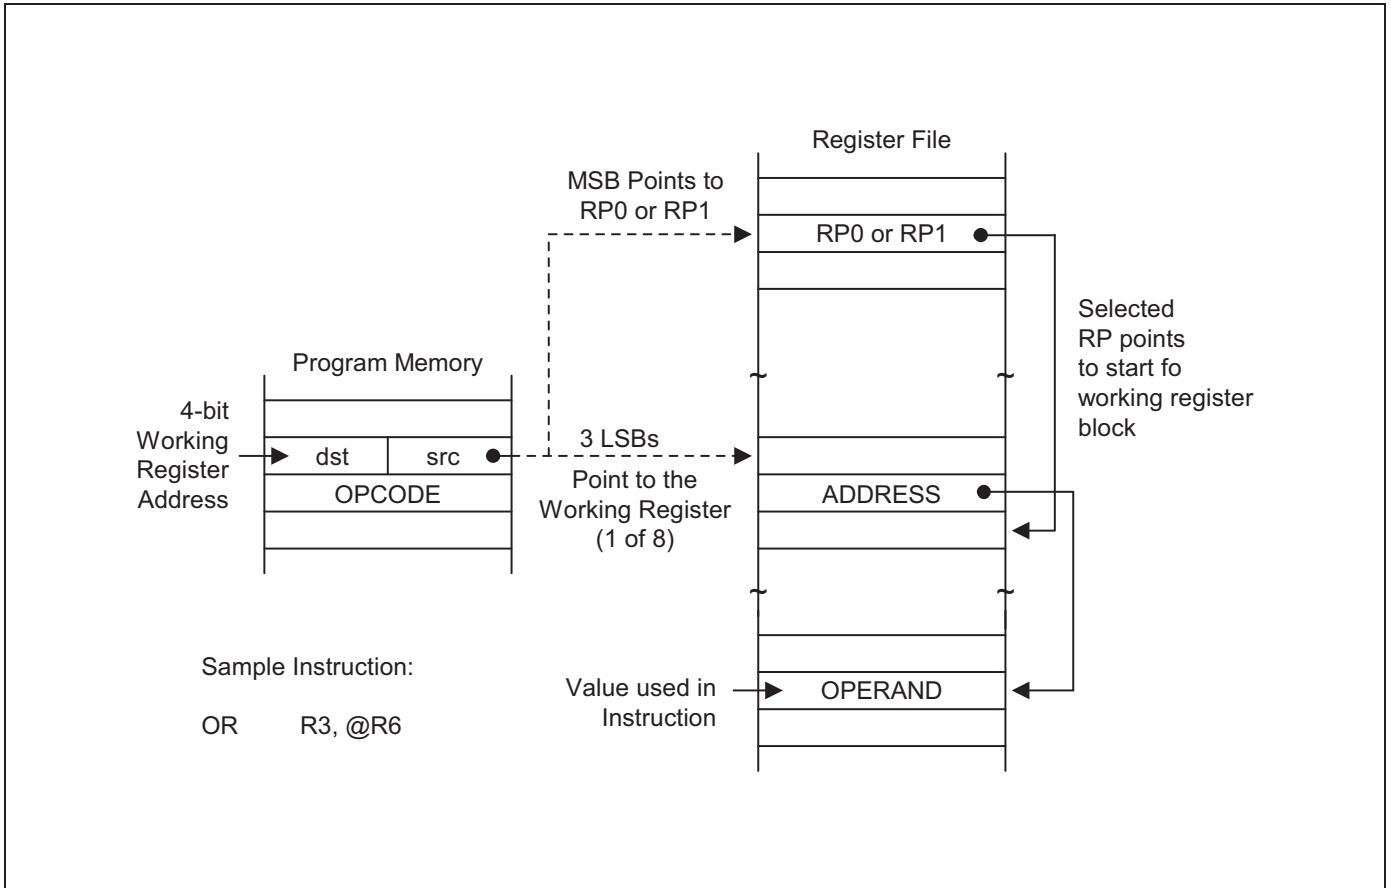 Register File
MSB Points to
RP0 or RP1
RP0 or RP1
Selected
RP points
to start fo
working register
block
Program Memory
4-bit
Working
Register
Address
dst src
OPCODE
3 LSBs
Point to the
Working Register
(1 of 8)
ADDRESS
~ ~
~ ~
Sample Instruction:
OR R3, @R6
Value used in
Instruction
OPERAND